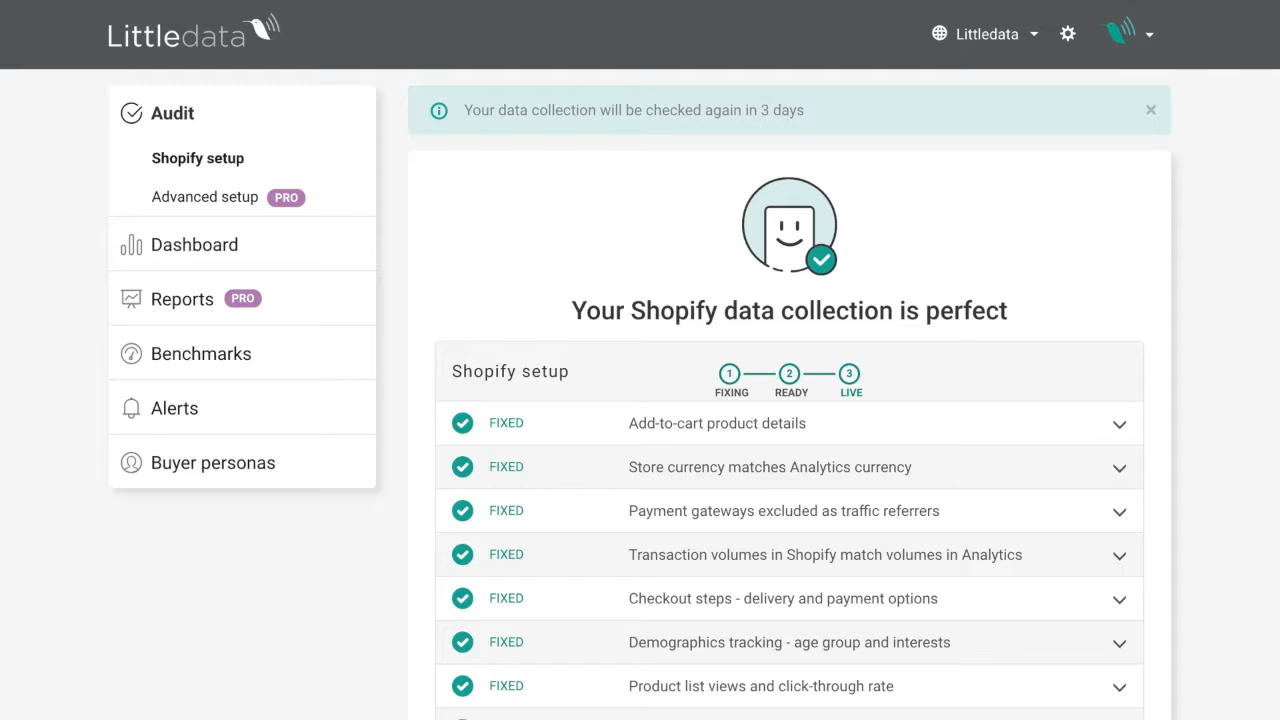 Littledata
Littledata
Audit
Shopify setup
Advanced setup PRO
Dashboard
Reports PRO
Benchmarks
Alerts
Buyer personas
Your data collection will be checked again in 3 days
×
Your Shopify data collection is perfect
Shopify setup
1 2 3
FIXING READY LIVE
FIXED Add-to-cart product details
FIXED Store currency matches Analytics currency
FIXED Payment gateways excluded as traffic referrers
FIXED Transaction volumes in Shopify match volumes in Analytics
FIXED Checkout steps - delivery and payment options
FIXED Demographics tracking - age group and interests
FIXED Product list views and click-through rate